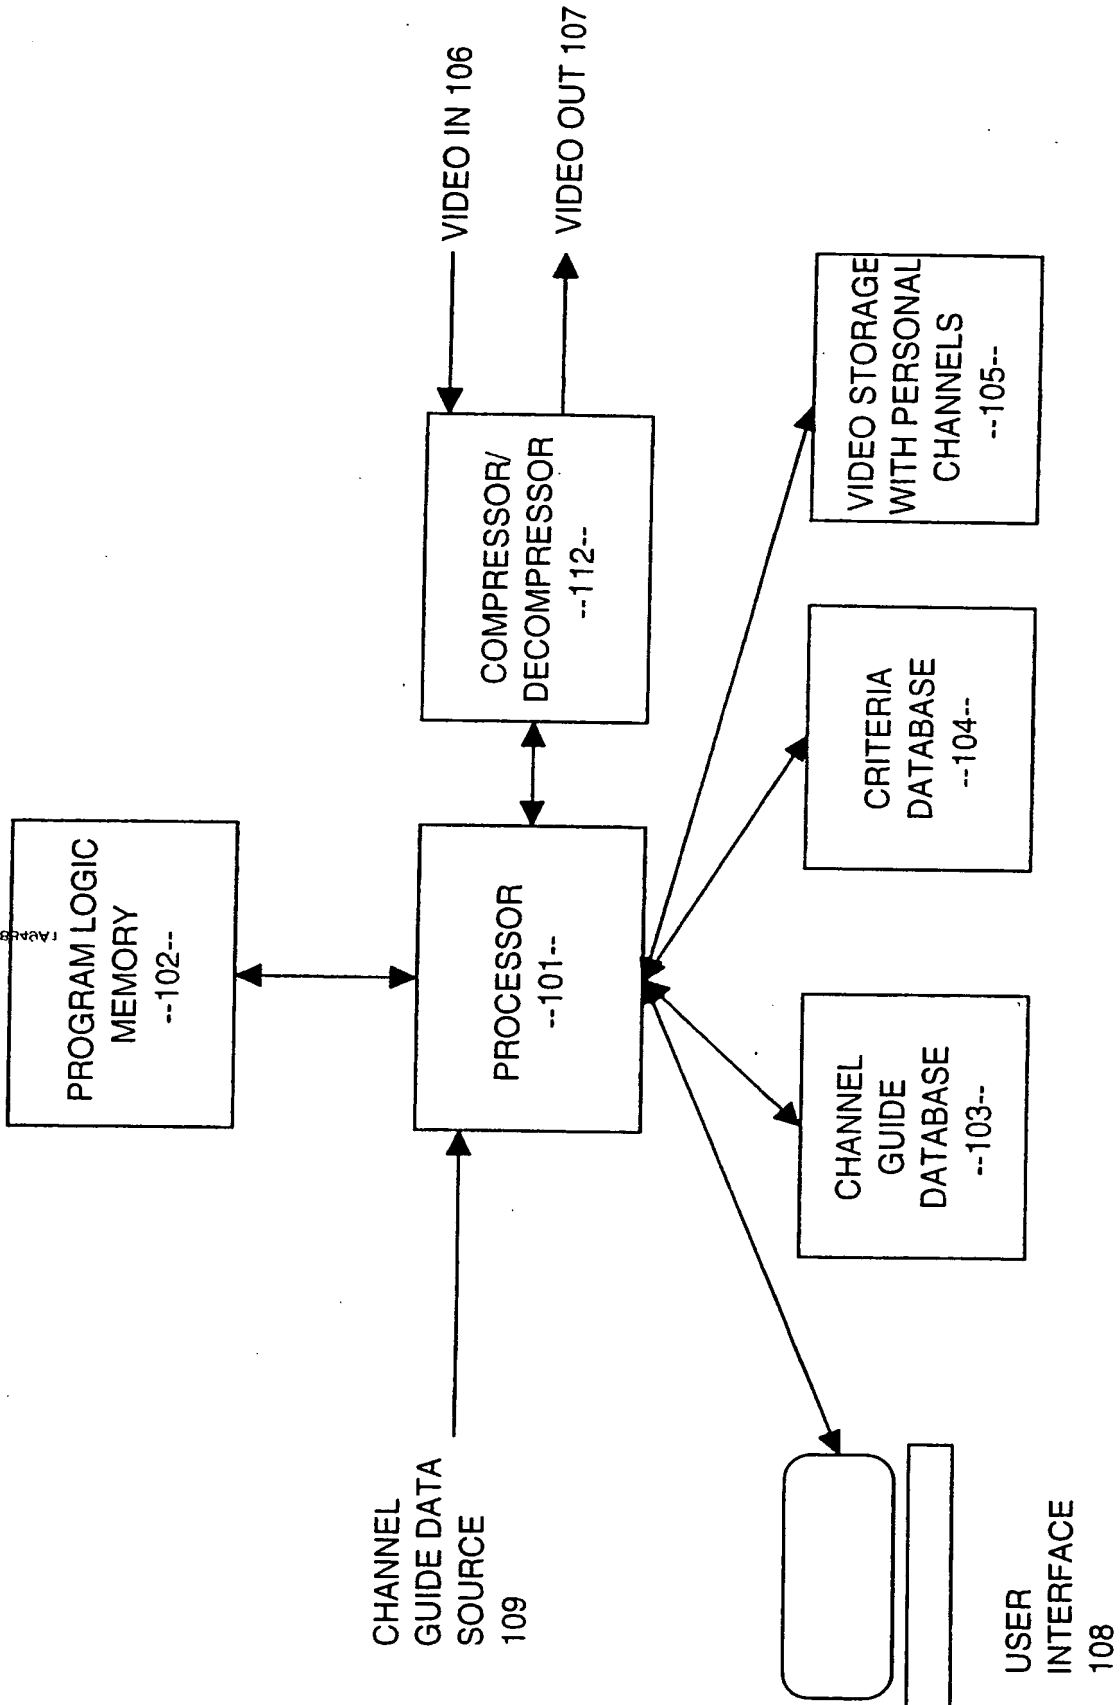 PROGRAM LOGIC
MEMORY
--102--
CHANNEL
GUIDE DATA
SOURCE
109
PROCESSOR
--101--
COMPRESSOR/
DECOMPRESSOR
--112--
VIDEO IN 106
VIDEO OUT 107
USER
INTERFACE
108
CHANNEL
GUIDE
DATABASE
--103--
CRITERIA
DATABASE
--104--
VIDEO STORAGE
WITH PERSONAL
CHANNELS
--105--